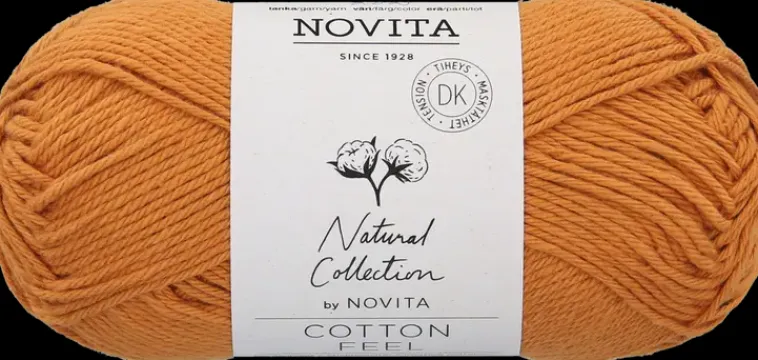 lanka/garn/yarn väri/färg/color erä/parti/lot
NOVITA
SINCE 1928
TIHEYS · MASKTÄTHET · TENSION ·
DK
Natural
Collection
by NOVITA
COTTON
FEEL